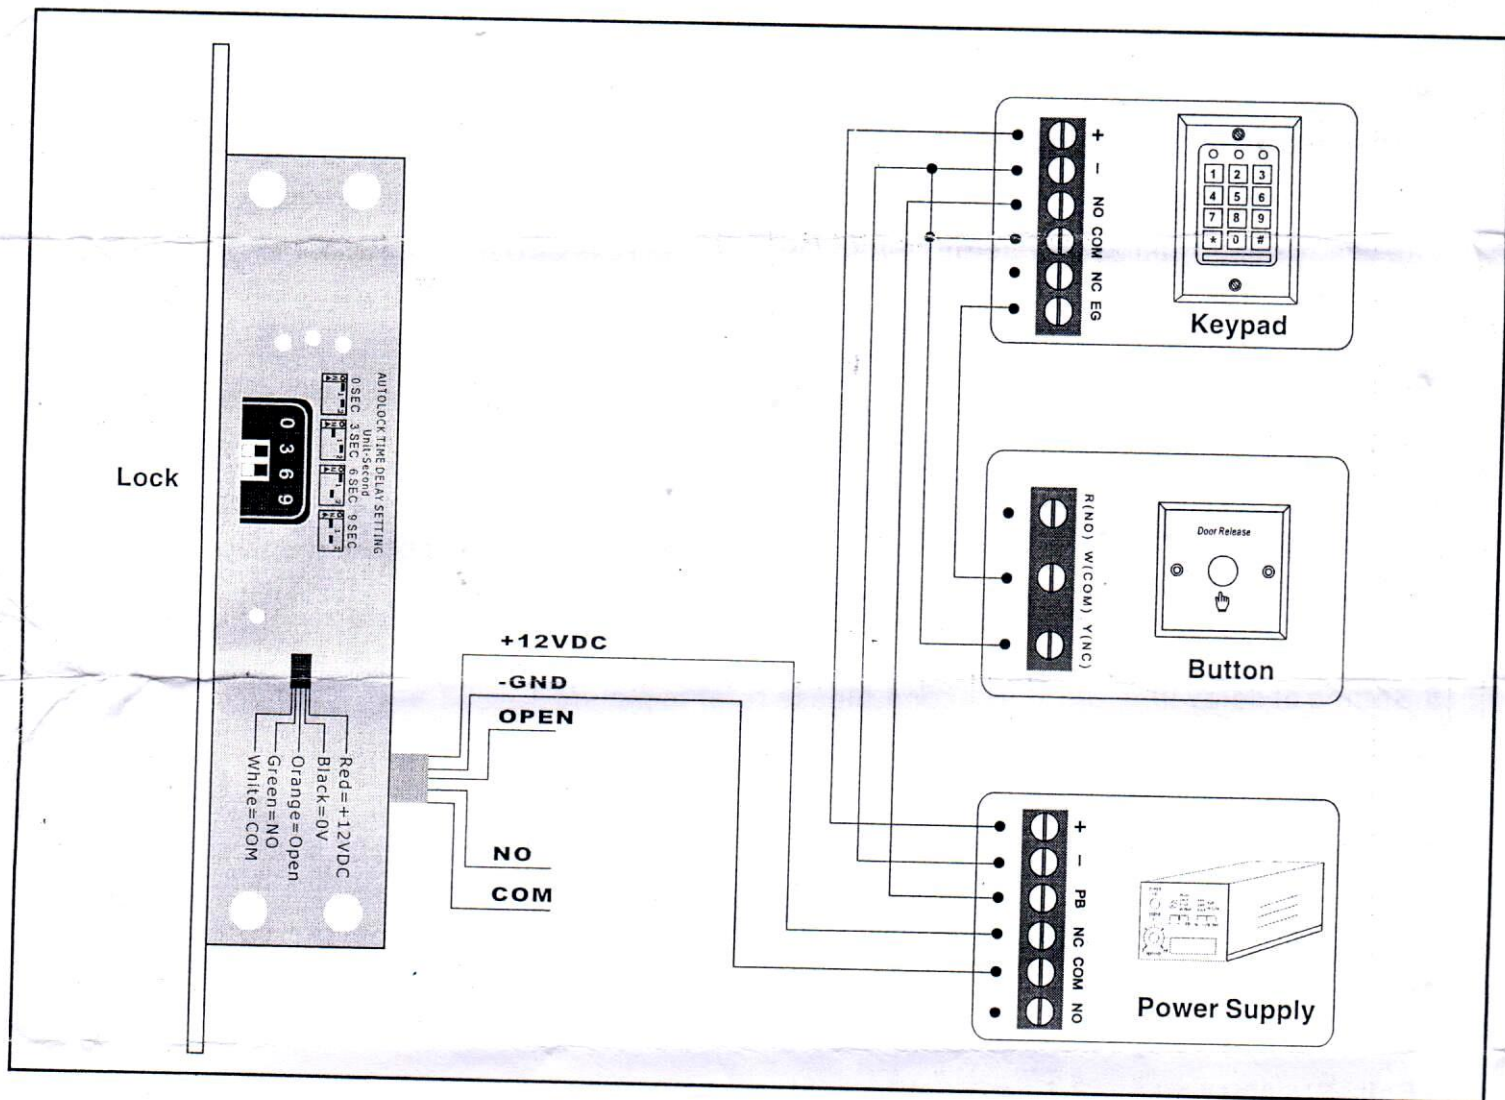 Lock
AUTOLOCK TIME DELAY SETTING
Unit:Second
0 SEC 3 SEC 6 SEC 9 SEC
0 3 6 9
Red=+12VDC
Black=0V
Orange=Open
Green=NO
White=COM
+12VDC
-GND
OPEN
NO
COM
+ – NO COM NC EG
1 2 3
4 5 6
7 8 9
* 0 #
Keypad
R(NO) W(COM) Y(NC)
Door Release
Button
+ – PB NC COM NO
Power Supply